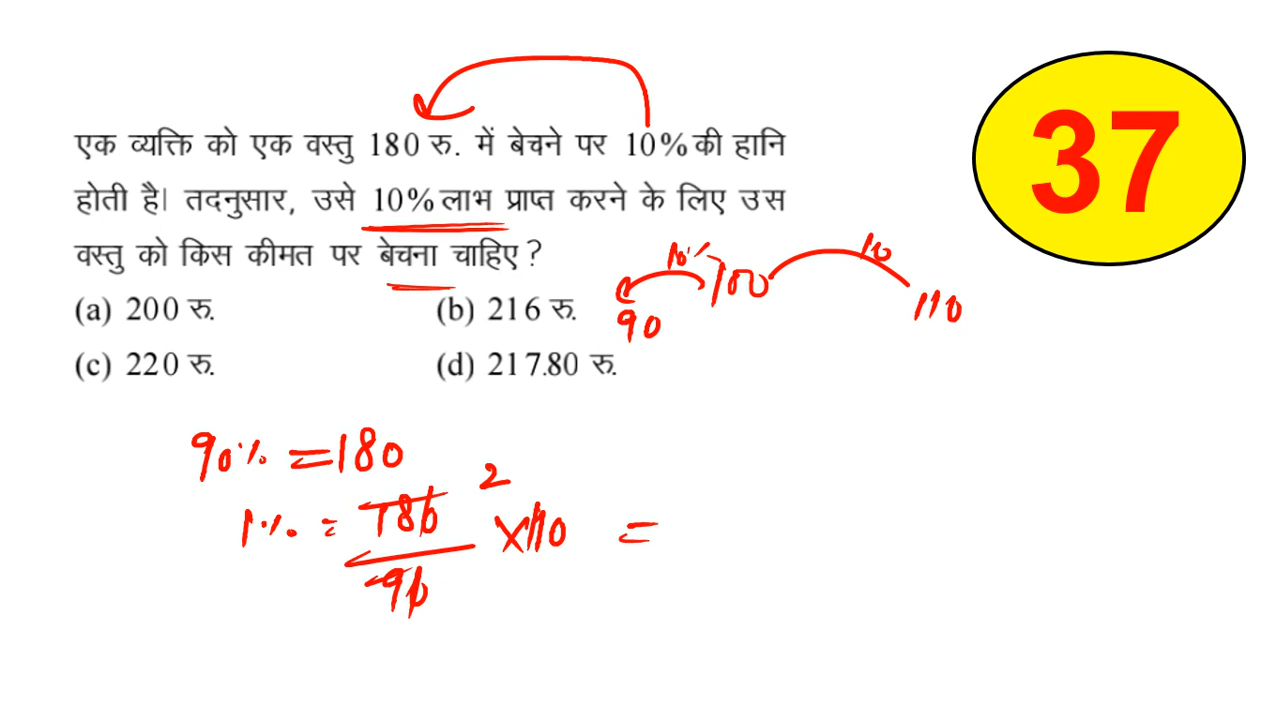 एक व्यक्ति को एक वस्तु 180 रु. में बेचने पर 10% की हानि
होती है। तदनुसार, उसे 10% लाभ प्राप्त करने के लिए उस
वस्तु को किस कीमत पर बेचना चाहिए ?
(a) 200 रु. (b) 216 रु.
(c) 220 रु. (d) 217.80 रु.
37
10% 100 10
90 110
90% = 180
1% = 180/90 2 × 110 =